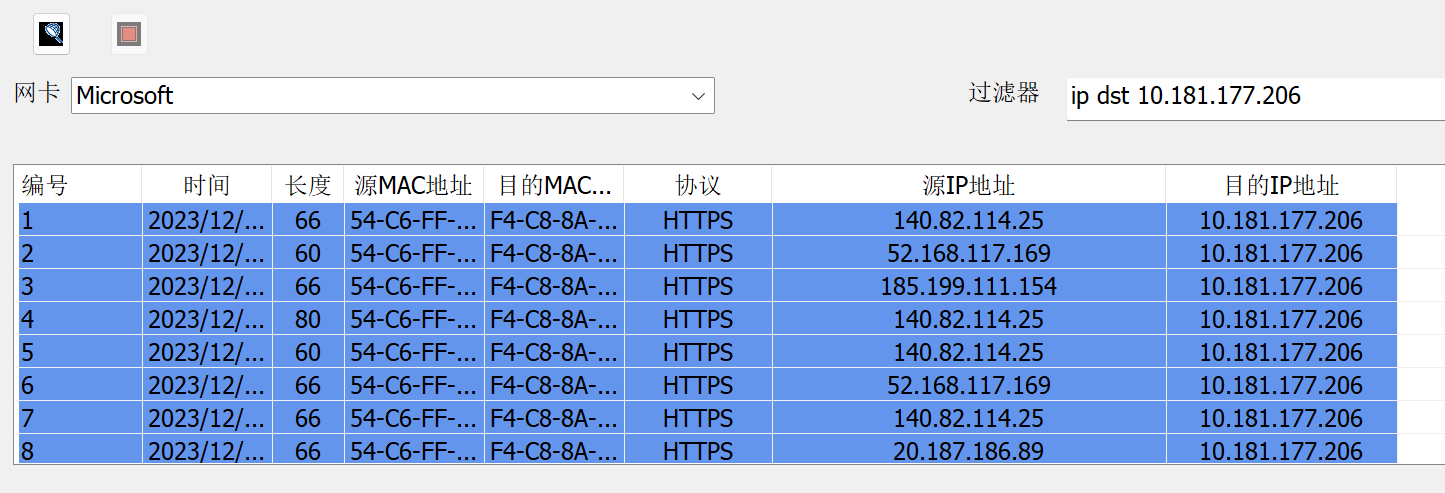 网卡 Microsoft 过滤器 ip dst 10.181.177.206
编号 时间 长度 源MAC地址 目的MAC... 协议 源IP地址 目的IP地址
1 2023/12/... 66 54-C6-FF-... F4-C8-8A-... HTTPS 140.82.114.25 10.181.177.206
2 2023/12/... 60 54-C6-FF-... F4-C8-8A-... HTTPS 52.168.117.169 10.181.177.206
3 2023/12/... 66 54-C6-FF-... F4-C8-8A-... HTTPS 185.199.111.154 10.181.177.206
4 2023/12/... 80 54-C6-FF-... F4-C8-8A-... HTTPS 140.82.114.25 10.181.177.206
5 2023/12/... 60 54-C6-FF-... F4-C8-8A-... HTTPS 140.82.114.25 10.181.177.206
6 2023/12/... 66 54-C6-FF-... F4-C8-8A-... HTTPS 52.168.117.169 10.181.177.206
7 2023/12/... 66 54-C6-FF-... F4-C8-8A-... HTTPS 140.82.114.25 10.181.177.206
8 2023/12/... 66 54-C6-FF-... F4-C8-8A-... HTTPS 20.187.186.89 10.181.177.206